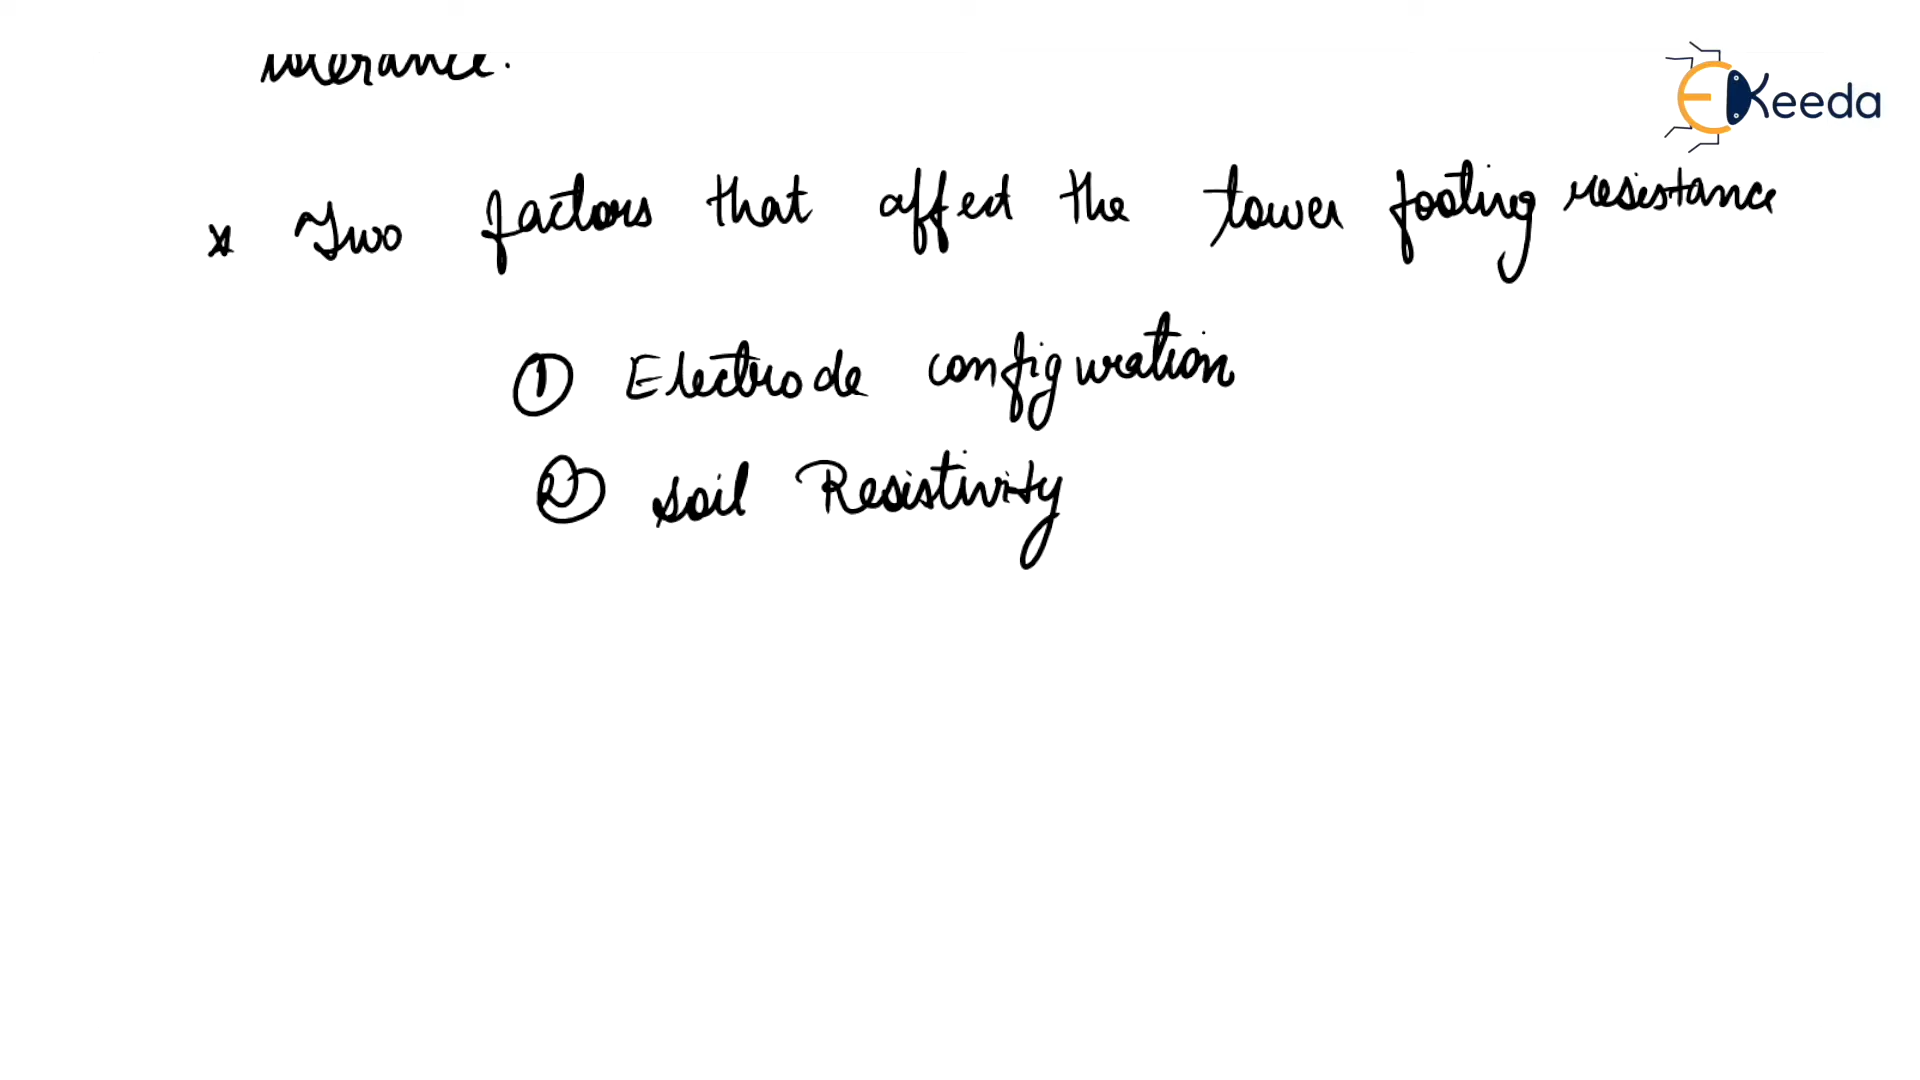 Keeda
* Two factors that affect the tower footing resistance
① Electrode configuration
② Soil Resistivity